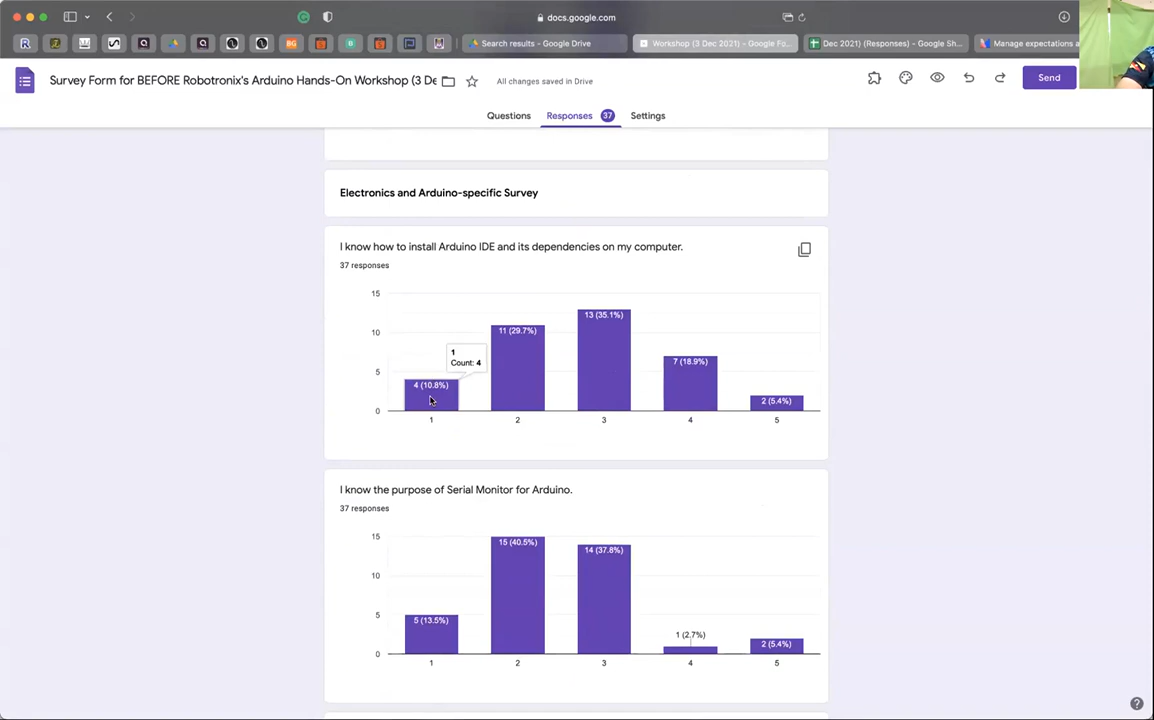 docs.google.com
Search results - Google Drive
Workshop (3 Dec 2021) - Google Fo...
Dec 2021) (Responses) - Google Sh...
Manage expectations a
Survey Form for BEFORE Robotronix's Arduino Hands-On Workshop (3 De
All changes saved in Drive
Send
Questions
Responses 37
Settings
Electronics and Arduino-specific Survey
I know how to install Arduino IDE and its dependencies on my computer.
37 responses
15
10
5
0
4 (10.8%)
11 (29.7%)
13 (35.1%)
7 (18.9%)
2 (5.4%)
1
Count: 4
1 2 3 4 5
I know the purpose of Serial Monitor for Arduino.
37 responses
15
10
5
0
5 (13.5%)
15 (40.5%)
14 (37.8%)
1 (2.7%)
2 (5.4%)
1 2 3 4 5